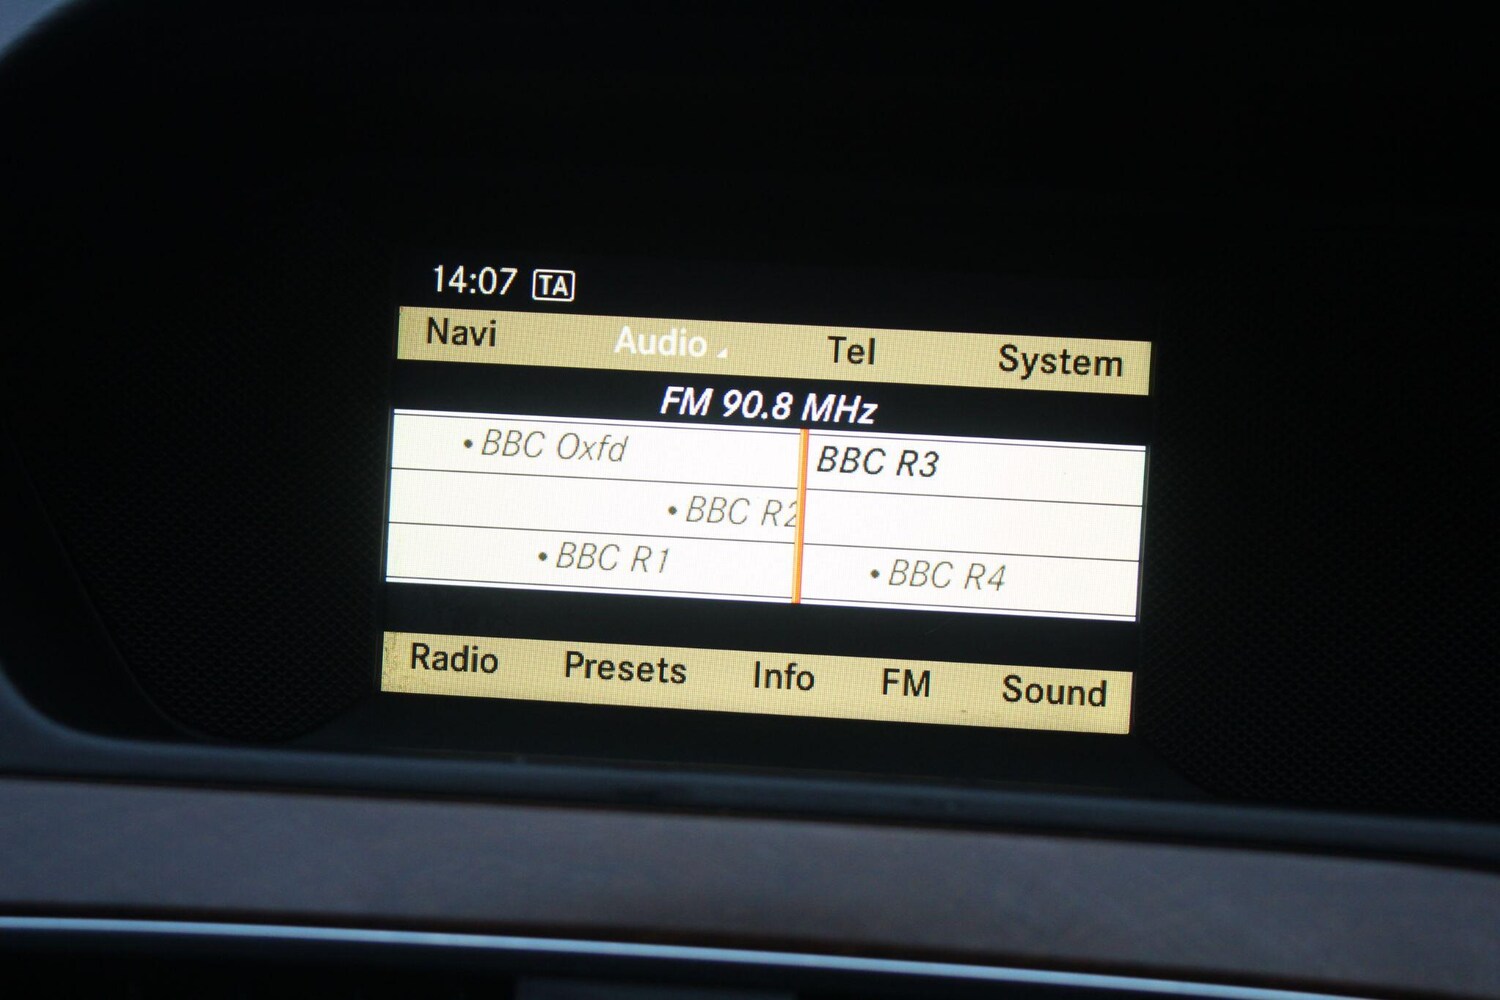 14:07 TA
Navi Audio Tel System
FM 90.8 MHz
• BBC Oxfd BBC R3
• BBC R2
• BBC R1 • BBC R4
Radio Presets Info FM Sound